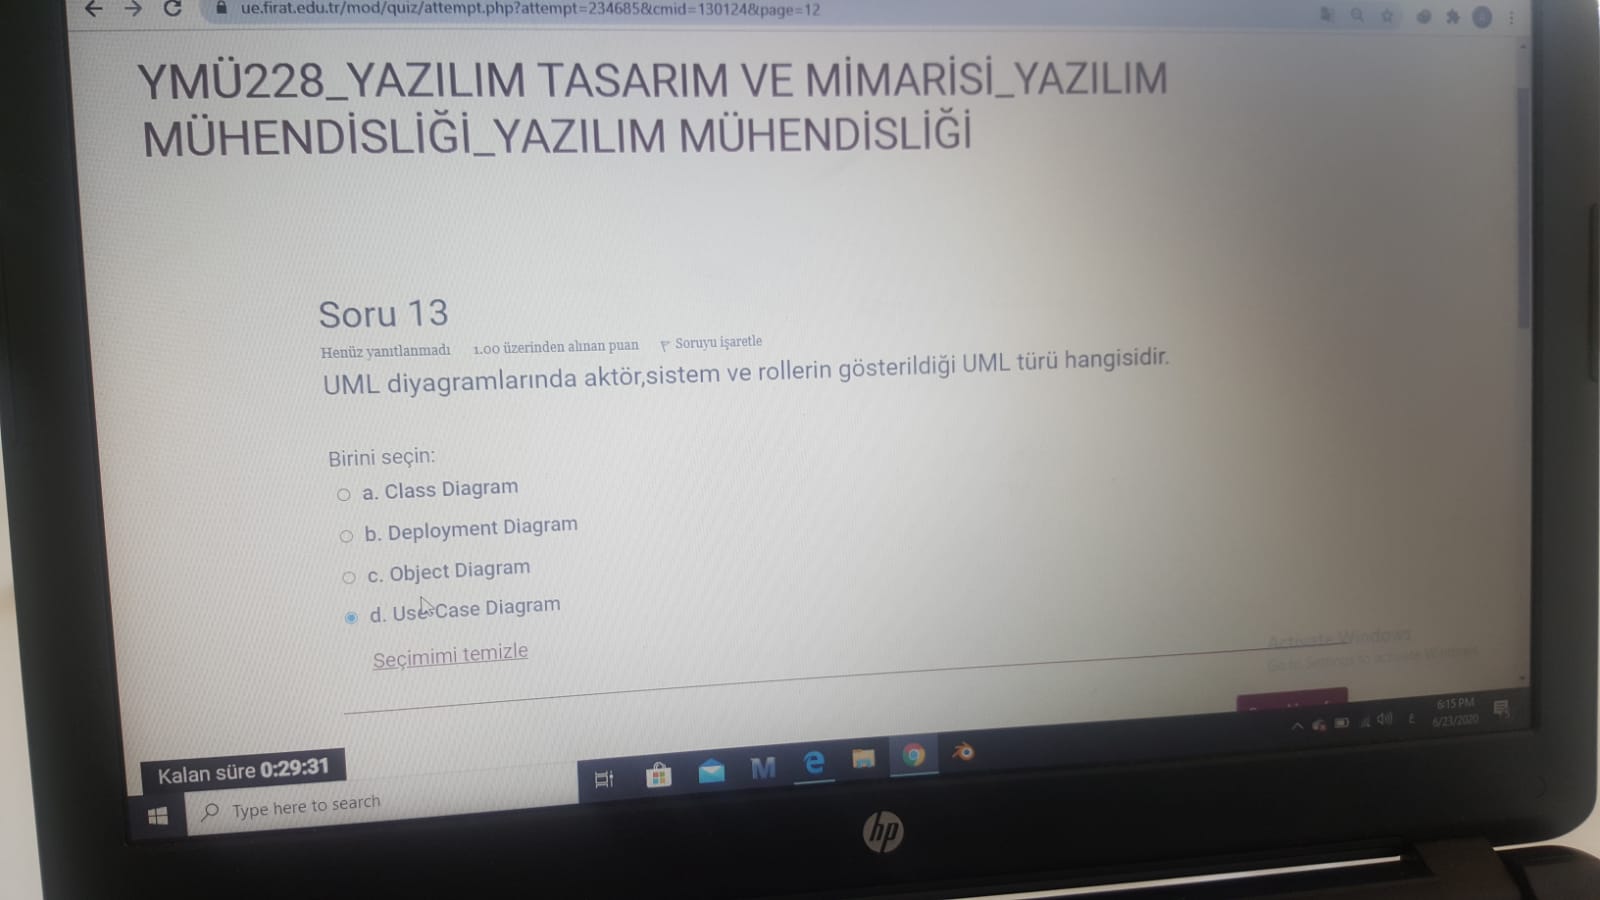 ue.firat.edu.tr/mod/quiz/attempt.php?attempt=234685&cmid=130124&page=12
YMÜ228_YAZILIM TASARIM VE MİMARİSİ_YAZILIM
MÜHENDİSLİĞİ_YAZILIM MÜHENDİSLİĞİ
Soru 13
Henüz yanıtlanmadı 1.00 üzerinden alınan puan Soruyu işaretle
UML diyagramlarında aktör,sistem ve rollerin gösterildiği UML türü hangisidir.
Birini seçin:
a. Class Diagram
b. Deployment Diagram
c. Object Diagram
d. Use Case Diagram
Seçimimi temizle
Activate Windows
Go to Settings to activate Windows.
Kalan süre 0:29:31
Type here to search
6:15 PM
6/23/2020
hp